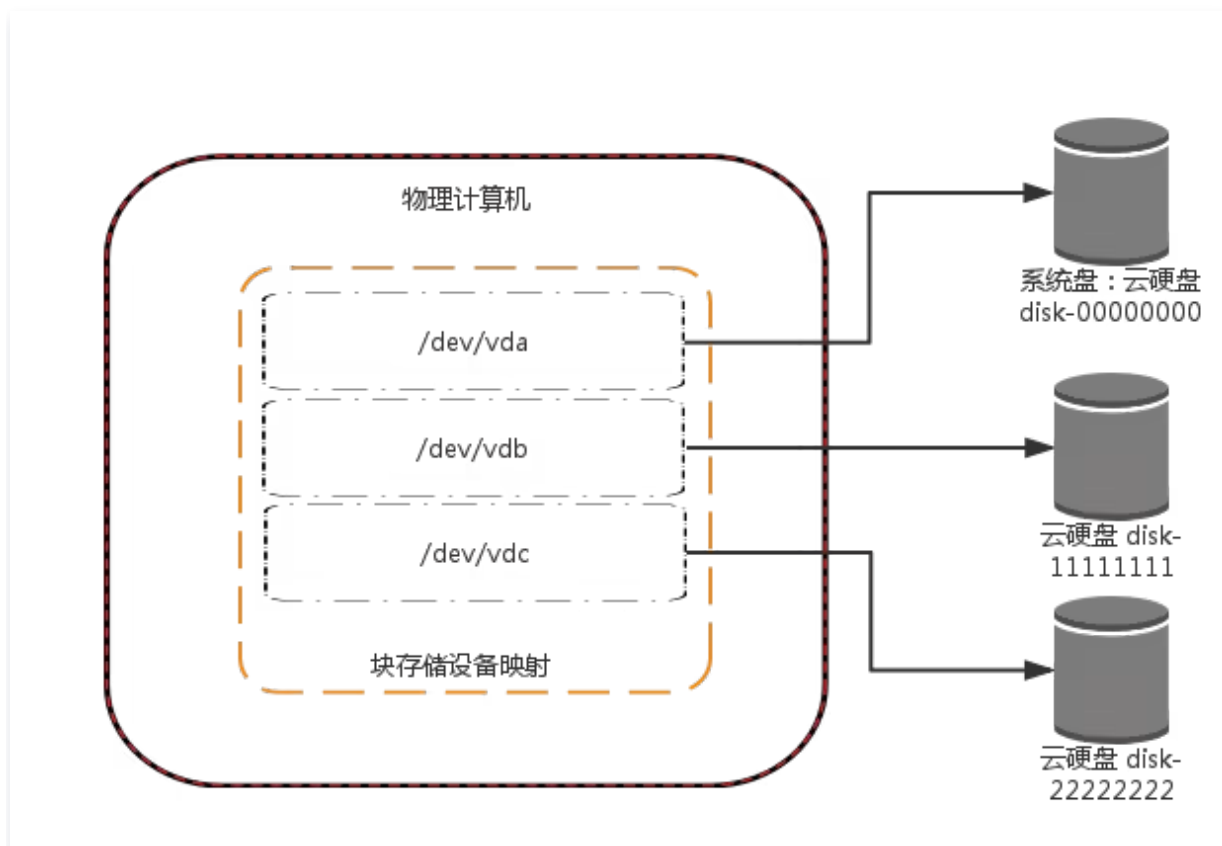 物理计算机
/dev/vda
/dev/vdb
/dev/vdc
块存储设备映射
系统盘：云硬盘
disk-00000000
云硬盘 disk-
11111111
云硬盘 disk-
22222222